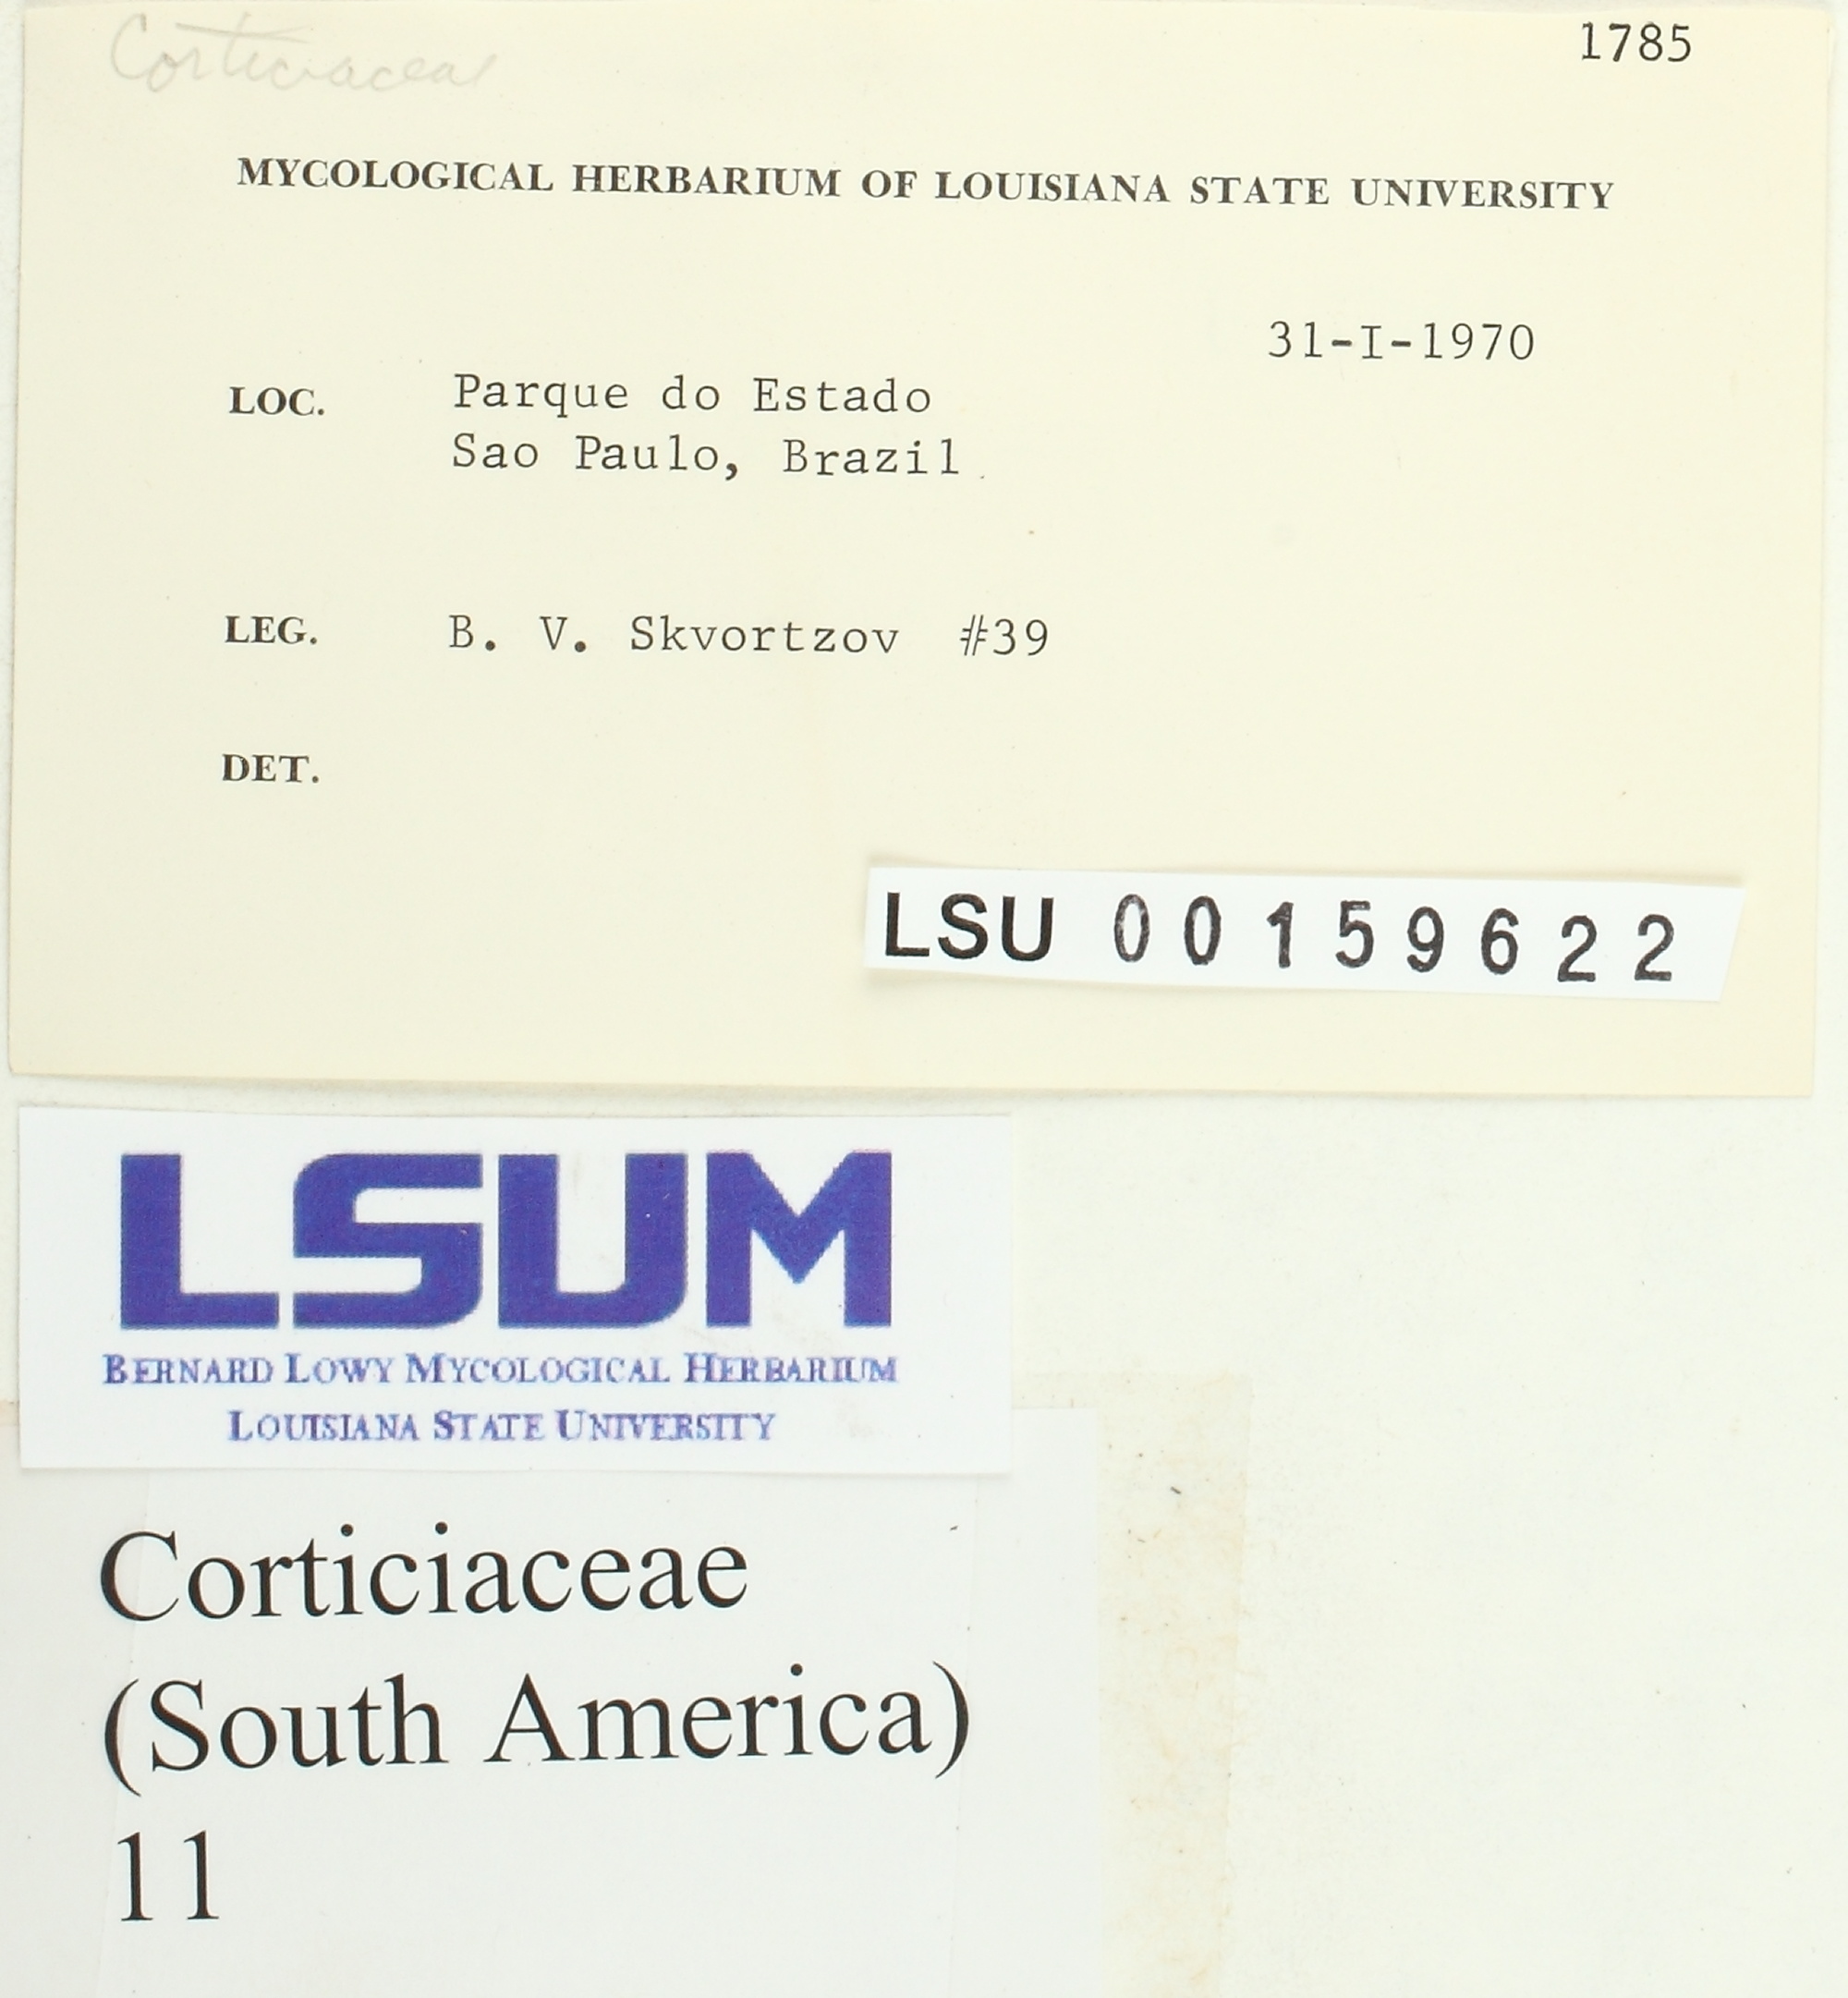 Corticiaceae
1785
MYCOLOGICAL HERBARIUM OF LOUISIANA STATE UNIVERSITY
31-I-1970
LOC. Parque do Estado
Sao Paulo, Brazil
LEG. B. V. Skvortzov #39
DET.
LSU 00159622
LSUM
BERNARD LOWY MYCOLOGICAL HERBARIUM
LOUISIANA STATE UNIVERSITY
Corticiaceae
(South America)
11